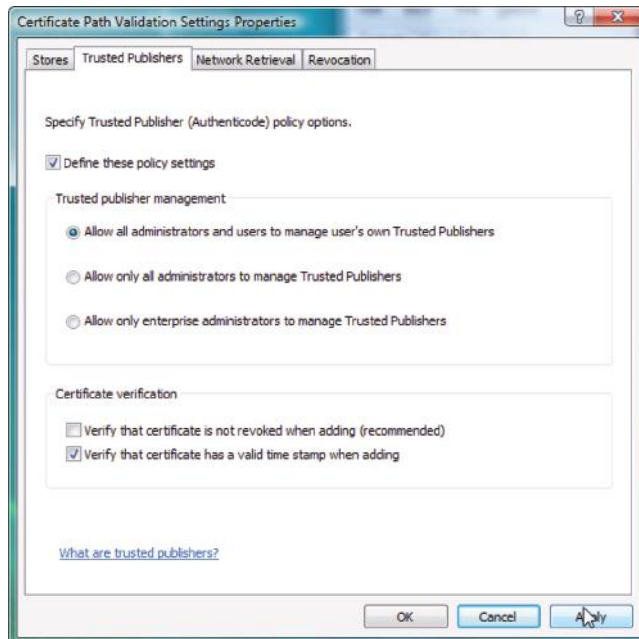 Certificate Path Validation Settings Properties
Stores Trusted Publishers Network Retrieval Revocation
Specify Trusted Publisher (Authenticode) policy options.
Define these policy settings
Trusted publisher management
Allow all administrators and users to manage user's own Trusted Publishers
Allow only all administrators to manage Trusted Publishers
Allow only enterprise administrators to manage Trusted Publishers
Certificate verification
Verify that certificate is not revoked when adding (recommended)
Verify that certificate has a valid time stamp when adding
What are trusted publishers?
OK Cancel Apply